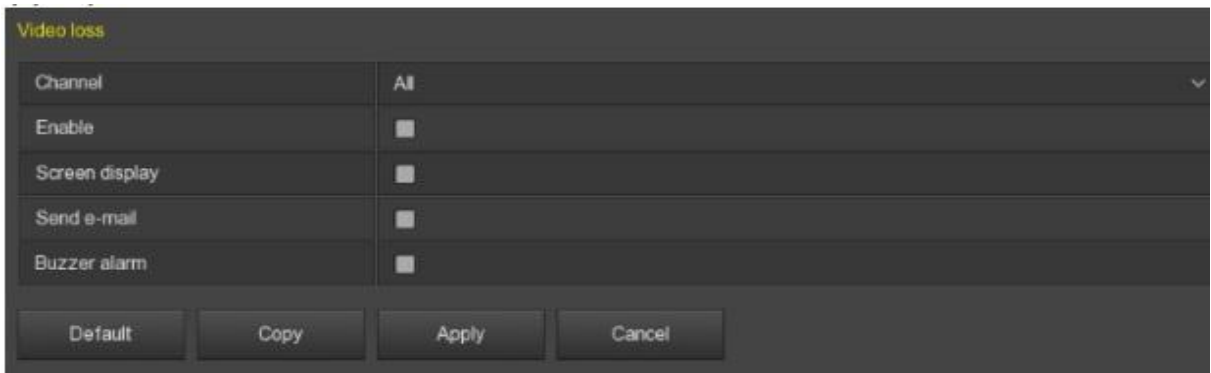 Video loss
Channel All
Enable
Screen display
Send e-mail
Buzzer alarm
Default Copy Apply Cancel